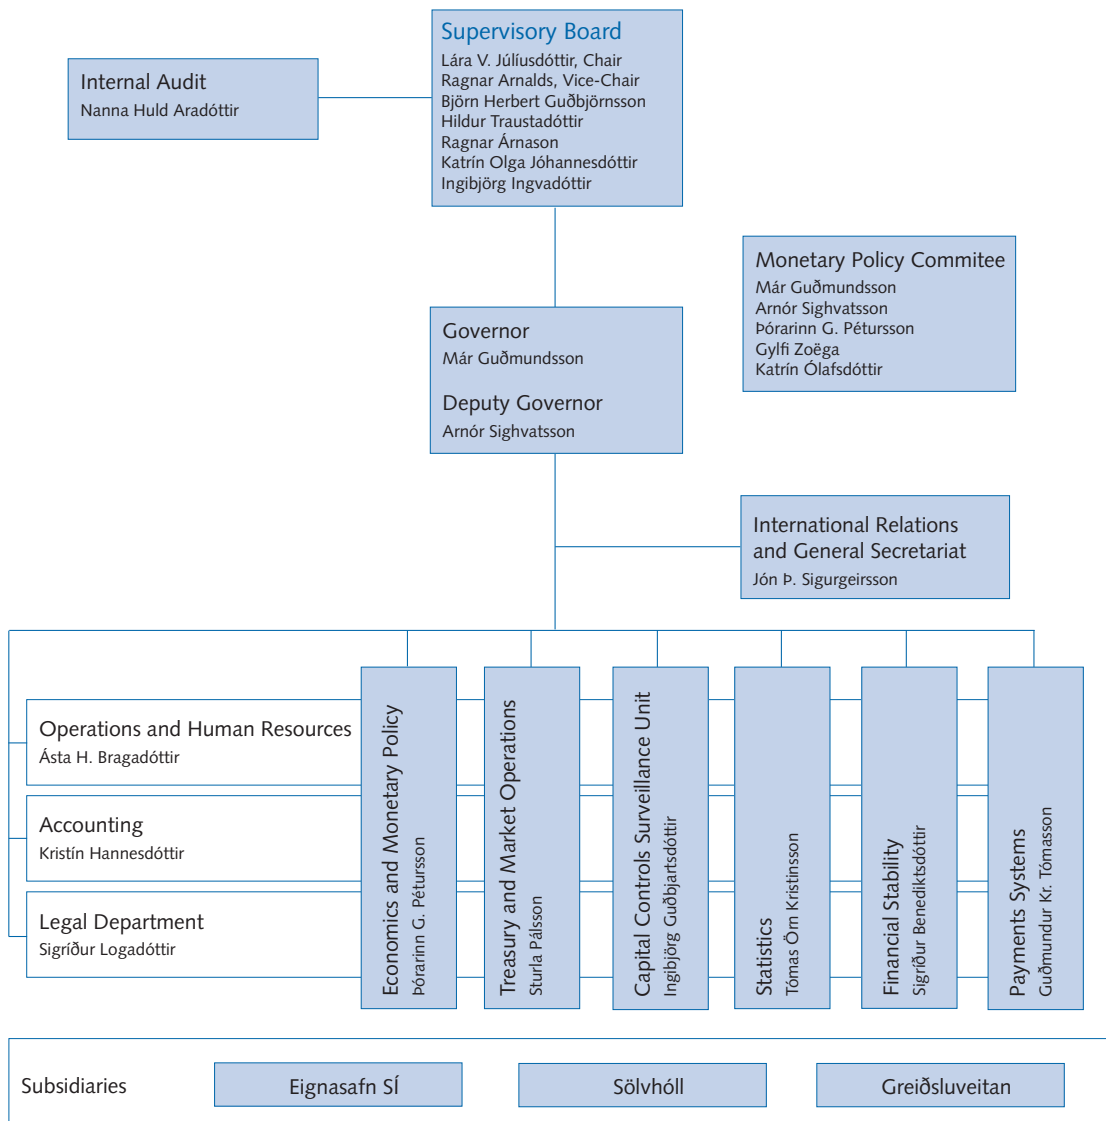 Supervisory Board
Lára V. Júlíusdóttir, Chair
Ragnar Arnalds, Vice-Chair
Björn Herbert Guðbjörnsson
Hildur Traustadóttir
Ragnar Árnason
Katrín Olga Jóhannesdóttir
Ingibjörg Ingvadóttir
Internal Audit
Nanna Huld Aradóttir
Monetary Policy Commitee
Már Guðmundsson
Arnór Sighvatsson
Þórarinn G. Pétursson
Gylfi Zoëga
Katrín Ólafsdóttir
Governor
Már Guðmundsson
Deputy Governor
Arnór Sighvatsson
International Relations
and General Secretariat
Jón Þ. Sigurgeirsson
Operations and Human Resources
Ásta H. Bragadóttir
Accounting
Kristín Hannesdóttir
Legal Department
Sigríður Logadóttir
Economics and Monetary Policy
Þórarinn G. Pétursson
Treasury and Market Operations
Sturla Pálsson
Capital Controls Surveillance Unit
Ingibjörg Guðbjartsdóttir
Statistics
Tómas Örn Kristinsson
Financial Stability
Sigríður Benediktsdóttir
Payments Systems
Guðmundur Kr. Tómasson
Subsidiaries
Eignasafn SÍ
Sölvhóll
Greiðsluveitan